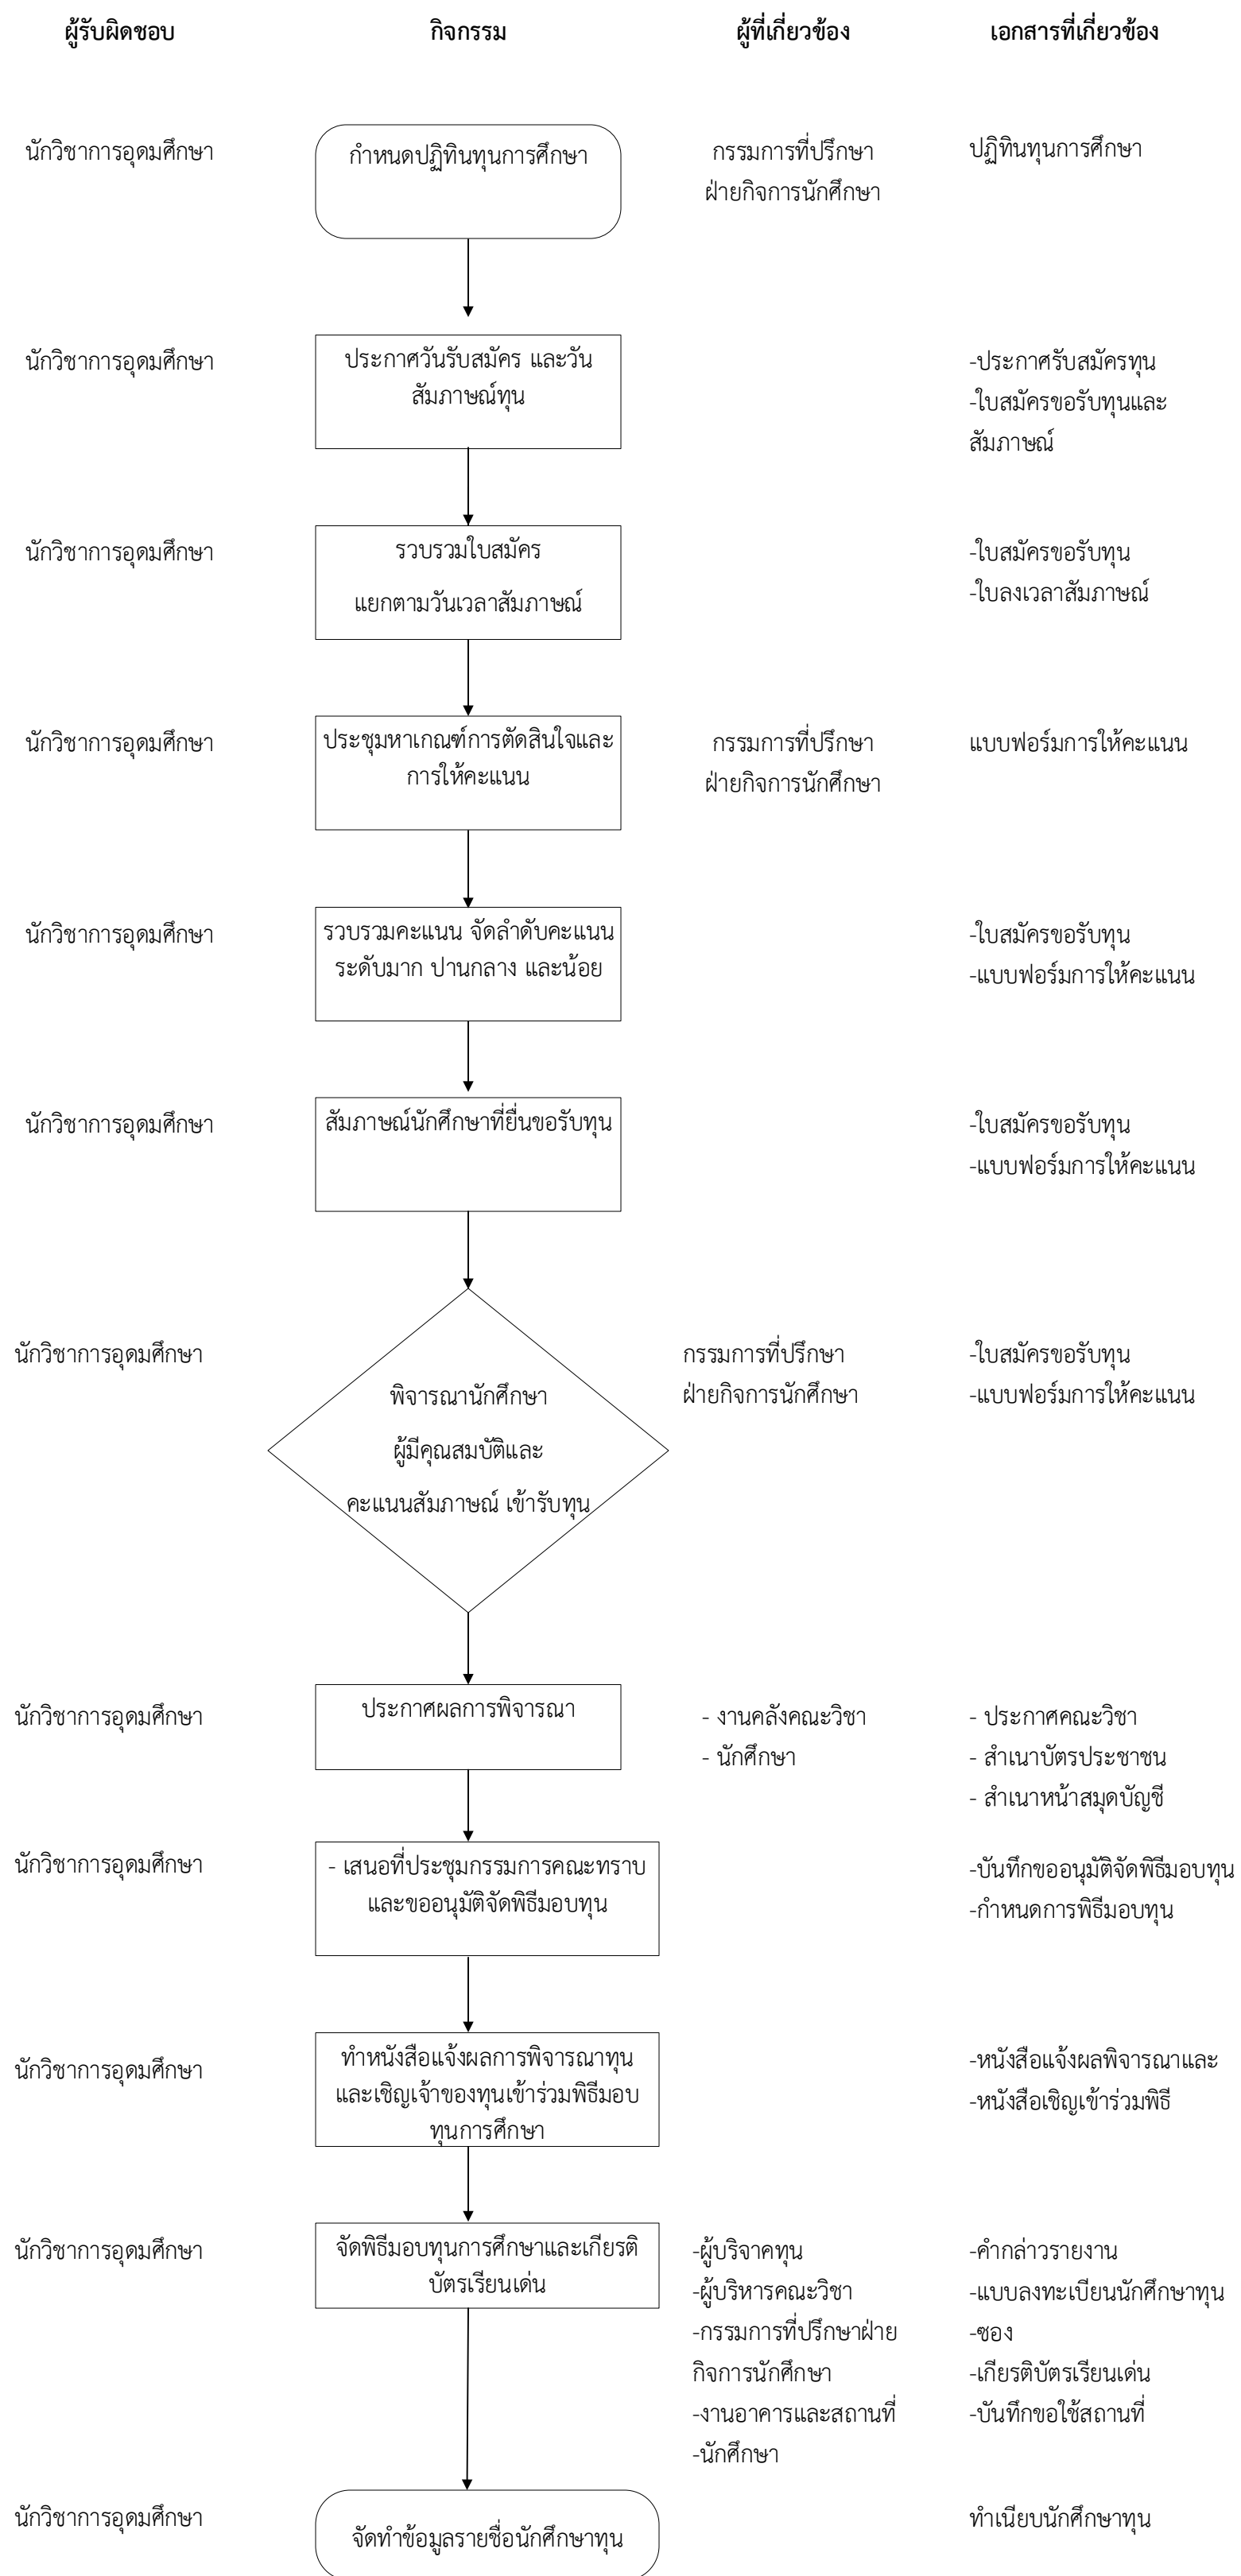 ผู้รับผิดชอบ กิจกรรม ผู้ที่เกี่ยวข้อง เอกสารที่เกี่ยวข้อง
นักวิชาการอุดมศึกษา กำหนดปฏิทินทุนการศึกษา กรรมการที่ปรึกษา ปฏิทินทุนการศึกษา
ฝ่ายกิจการนักศึกษา
นักวิชาการอุดมศึกษา ประกาศวันรับสมัคร และวัน -ประกาศรับสมัครทุน
สัมภาษณ์ทุน -ใบสมัครขอรับทุนและ
สัมภาษณ์
นักวิชาการอุดมศึกษา รวบรวมใบสมัคร -ใบสมัครขอรับทุน
แยกตามวันเวลาสัมภาษณ์ -ใบลงเวลาสัมภาษณ์
นักวิชาการอุดมศึกษา ประชุมหาเกณฑ์การตัดสินใจและ กรรมการที่ปรึกษา แบบฟอร์มการให้คะแนน
การให้คะแนน ฝ่ายกิจการนักศึกษา
นักวิชาการอุดมศึกษา รวบรวมคะแนน จัดลำดับคะแนน -ใบสมัครขอรับทุน
ระดับมาก ปานกลาง และน้อย -แบบฟอร์มการให้คะแนน
นักวิชาการอุดมศึกษา สัมภาษณ์นักศึกษาที่ยื่นขอรับทุน -ใบสมัครขอรับทุน
-แบบฟอร์มการให้คะแนน
นักวิชาการอุดมศึกษา กรรมการที่ปรึกษา -ใบสมัครขอรับทุน
พิจารณานักศึกษา ฝ่ายกิจการนักศึกษา -แบบฟอร์มการให้คะแนน
ผู้มีคุณสมบัติและ
คะแนนสัมภาษณ์ เข้ารับทุน
นักวิชาการอุดมศึกษา ประกาศผลการพิจารณา - งานคลังคณะวิชา - ประกาศคณะวิชา
- นักศึกษา - สำเนาบัตรประชาชน
- สำเนาหน้าสมุดบัญชี
นักวิชาการอุดมศึกษา - เสนอที่ประชุมกรรมการคณะทราบ -บันทึกขออนุมัติจัดพิธีมอบทุน
และขออนุมัติจัดพิธีมอบทุน -กำหนดการพิธีมอบทุน
นักวิชาการอุดมศึกษา ทำหนังสือแจ้งผลการพิจารณาทุน -หนังสือแจ้งผลพิจารณาและ
และเชิญเจ้าของทุนเข้าร่วมพิธีมอบ -หนังสือเชิญเข้าร่วมพิธี
ทุนการศึกษา
นักวิชาการอุดมศึกษา จัดพิธีมอบทุนการศึกษาและเกียรติ -ผู้บริจาคทุน -คำกล่าวรายงาน
บัตรเรียนเด่น -ผู้บริหารคณะวิชา -แบบลงทะเบียนนักศึกษาทุน
-กรรมการที่ปรึกษาฝ่าย -ซอง
กิจการนักศึกษา -เกียรติบัตรเรียนเด่น
-งานอาคารและสถานที่ -บันทึกขอใช้สถานที่
-นักศึกษา
นักวิชาการอุดมศึกษา จัดทำข้อมูลรายชื่อนักศึกษาทุน ทำเนียบนักศึกษาทุน